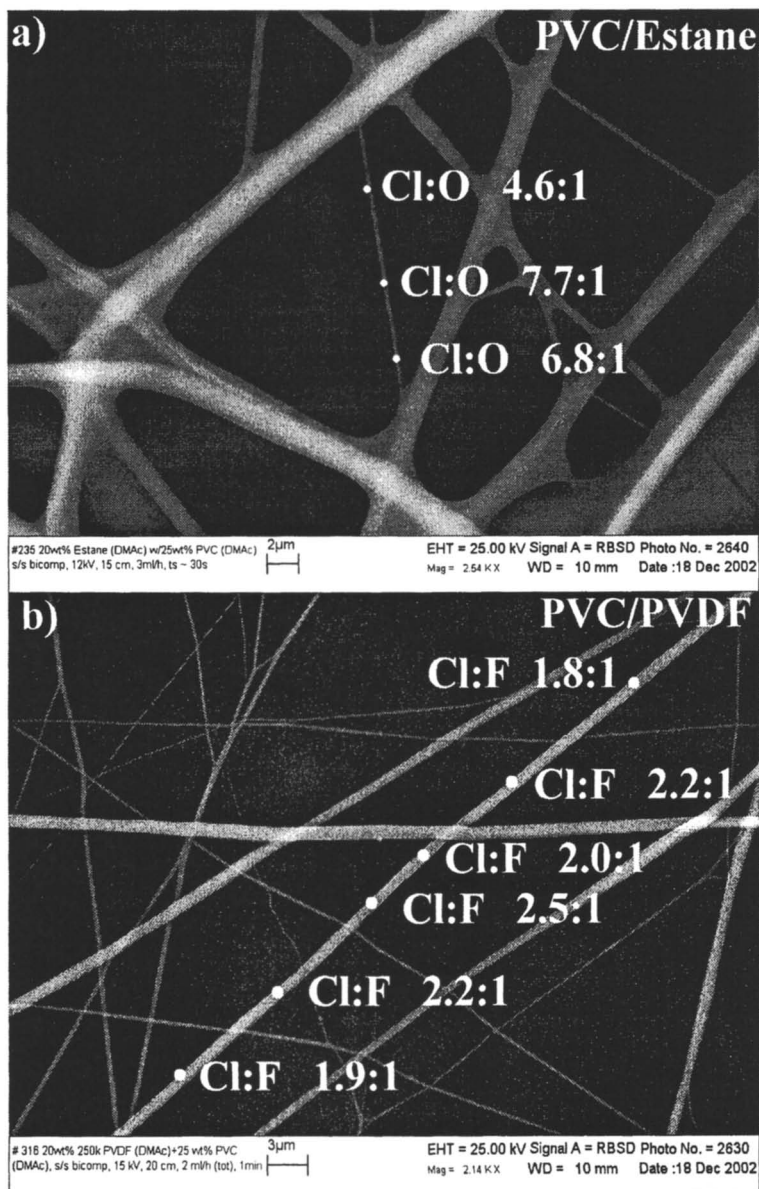 a) PVC/Estane
Cl:O 4.6:1
Cl:O 7.7:1
Cl:O 6.8:1
#235 20wt% Estane (DMAc) w/25wt% PVC (DMAc)
s/s bicomp, 12kV, 15 cm, 3ml/h, ts ~ 30s
2µm
EHT = 25.00 kV Signal A = RBSD Photo No. = 2640
Mag = 2.54 KX WD = 10 mm Date :18 Dec 2002
b) PVC/PVDF
Cl:F 1.8:1
Cl:F 2.2:1
Cl:F 2.0:1
Cl:F 2.5:1
Cl:F 2.2:1
Cl:F 1.9:1
# 316 20wt% 250k PVDF (DMAc)+25 wt% PVC
(DMAc), s/s bicomp, 15 kV, 20 cm, 2 ml/h (tot), 1min
3µm
EHT = 25.00 kV Signal A = RBSD Photo No. = 2630
Mag = 2.14 KX WD = 10 mm Date :18 Dec 2002